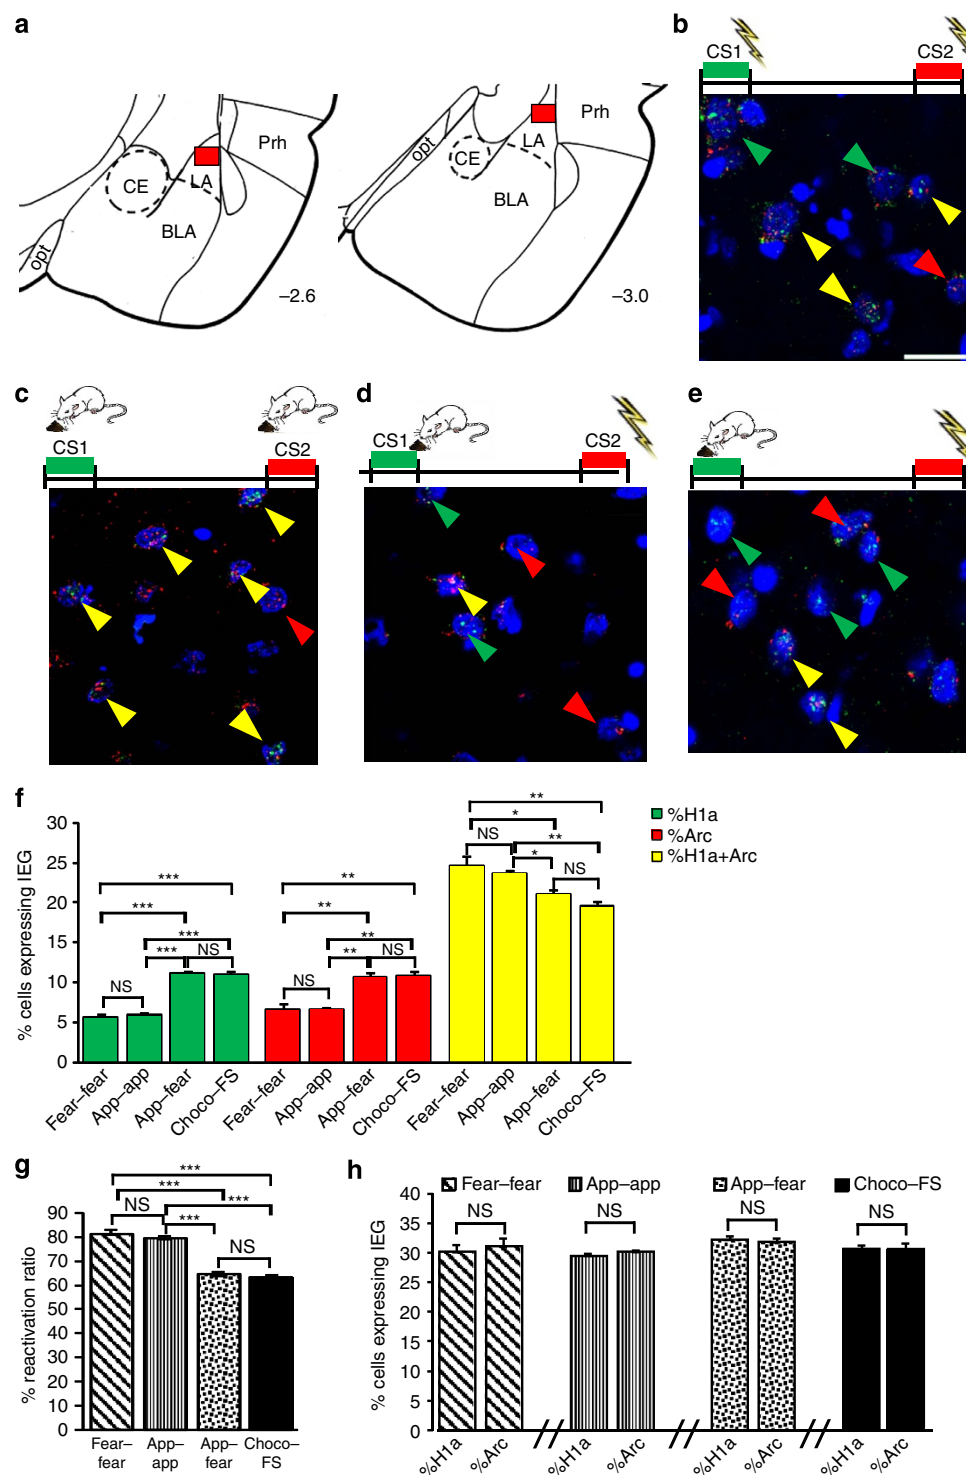 a
opt
CE
LA
BLA
Prh
–2.6
opt
CE
LA
BLA
Prh
–3.0
b
CS1
CS2
c
CS1
CS2
d
CS1
CS2
e
f
% cells expressing IEG
30
25
20
15
10
5
0
NS
***
***
***
***
NS
NS
**
**
**
**
NS
NS
*
**
*
**
NS
%H1a
%Arc
%H1a+Arc
Fear–fear
App–app
App–fear
Choco–FS
Fear–fear
App–app
App–fear
Choco–FS
Fear–fear
App–app
App–fear
Choco–FS
g
% reactivation ratio
90
80
70
60
50
40
30
20
10
0
***
***
***
NS
***
NS
Fear–fear
App–app
App–fear
Choco–FS
h
% cells expressing IEG
40
35
30
25
20
15
10
5
0
Fear–fear
App–app
App–fear
Choco–FS
NS
NS
NS
NS
%H1a
%Arc
%H1a
%Arc
%H1a
%Arc
%H1a
%Arc